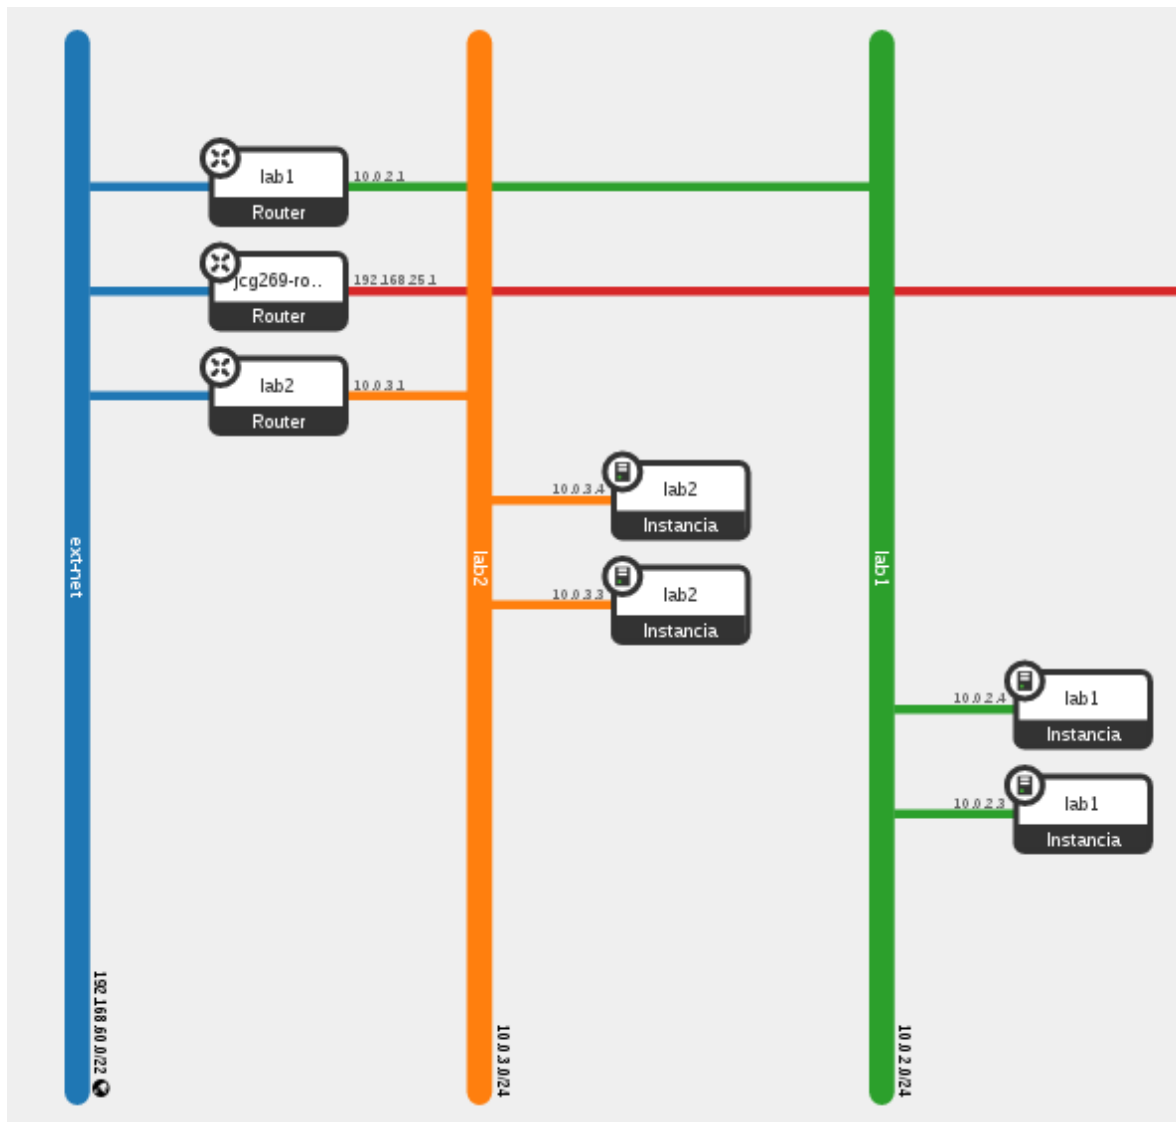 lab1
Router
10.0.2.1
jcg269-ro..
Router
192.168.25.1
lab2
Router
10.0.3.1
10.0.3.4
lab2
Instancia
10.0.3.3
lab2
Instancia
ext-net
lab2
lab1
10.0.2.4
lab1
Instancia
10.0.2.3
lab1
Instancia
192.168.60.0/22
10.0.3.0/24
10.0.2.0/24